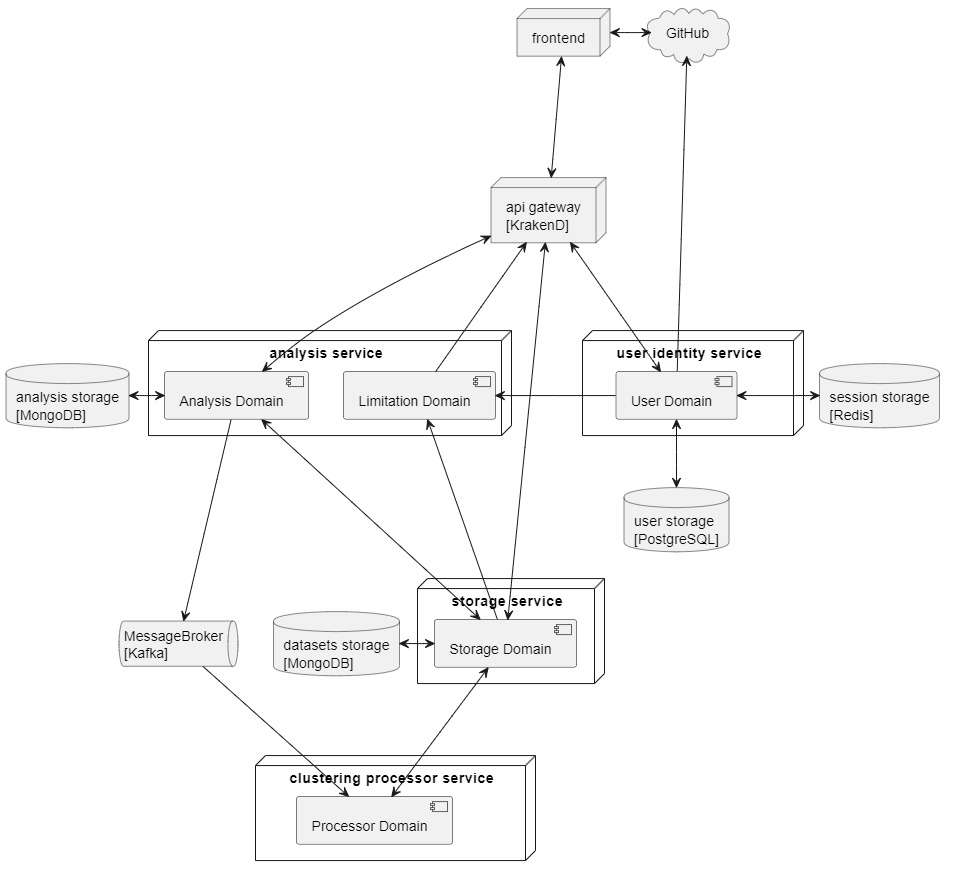 frontend
GitHub
api gateway
[KrakenD]
analysis service
user identity service
analysis storage
[MongoDB]
Analysis Domain
Limitation Domain
User Domain
session storage
[Redis]
user storage
[PostgreSQL]
storage service
MessageBroker
[Kafka]
datasets storage
[MongoDB]
Storage Domain
clustering processor service
Processor Domain